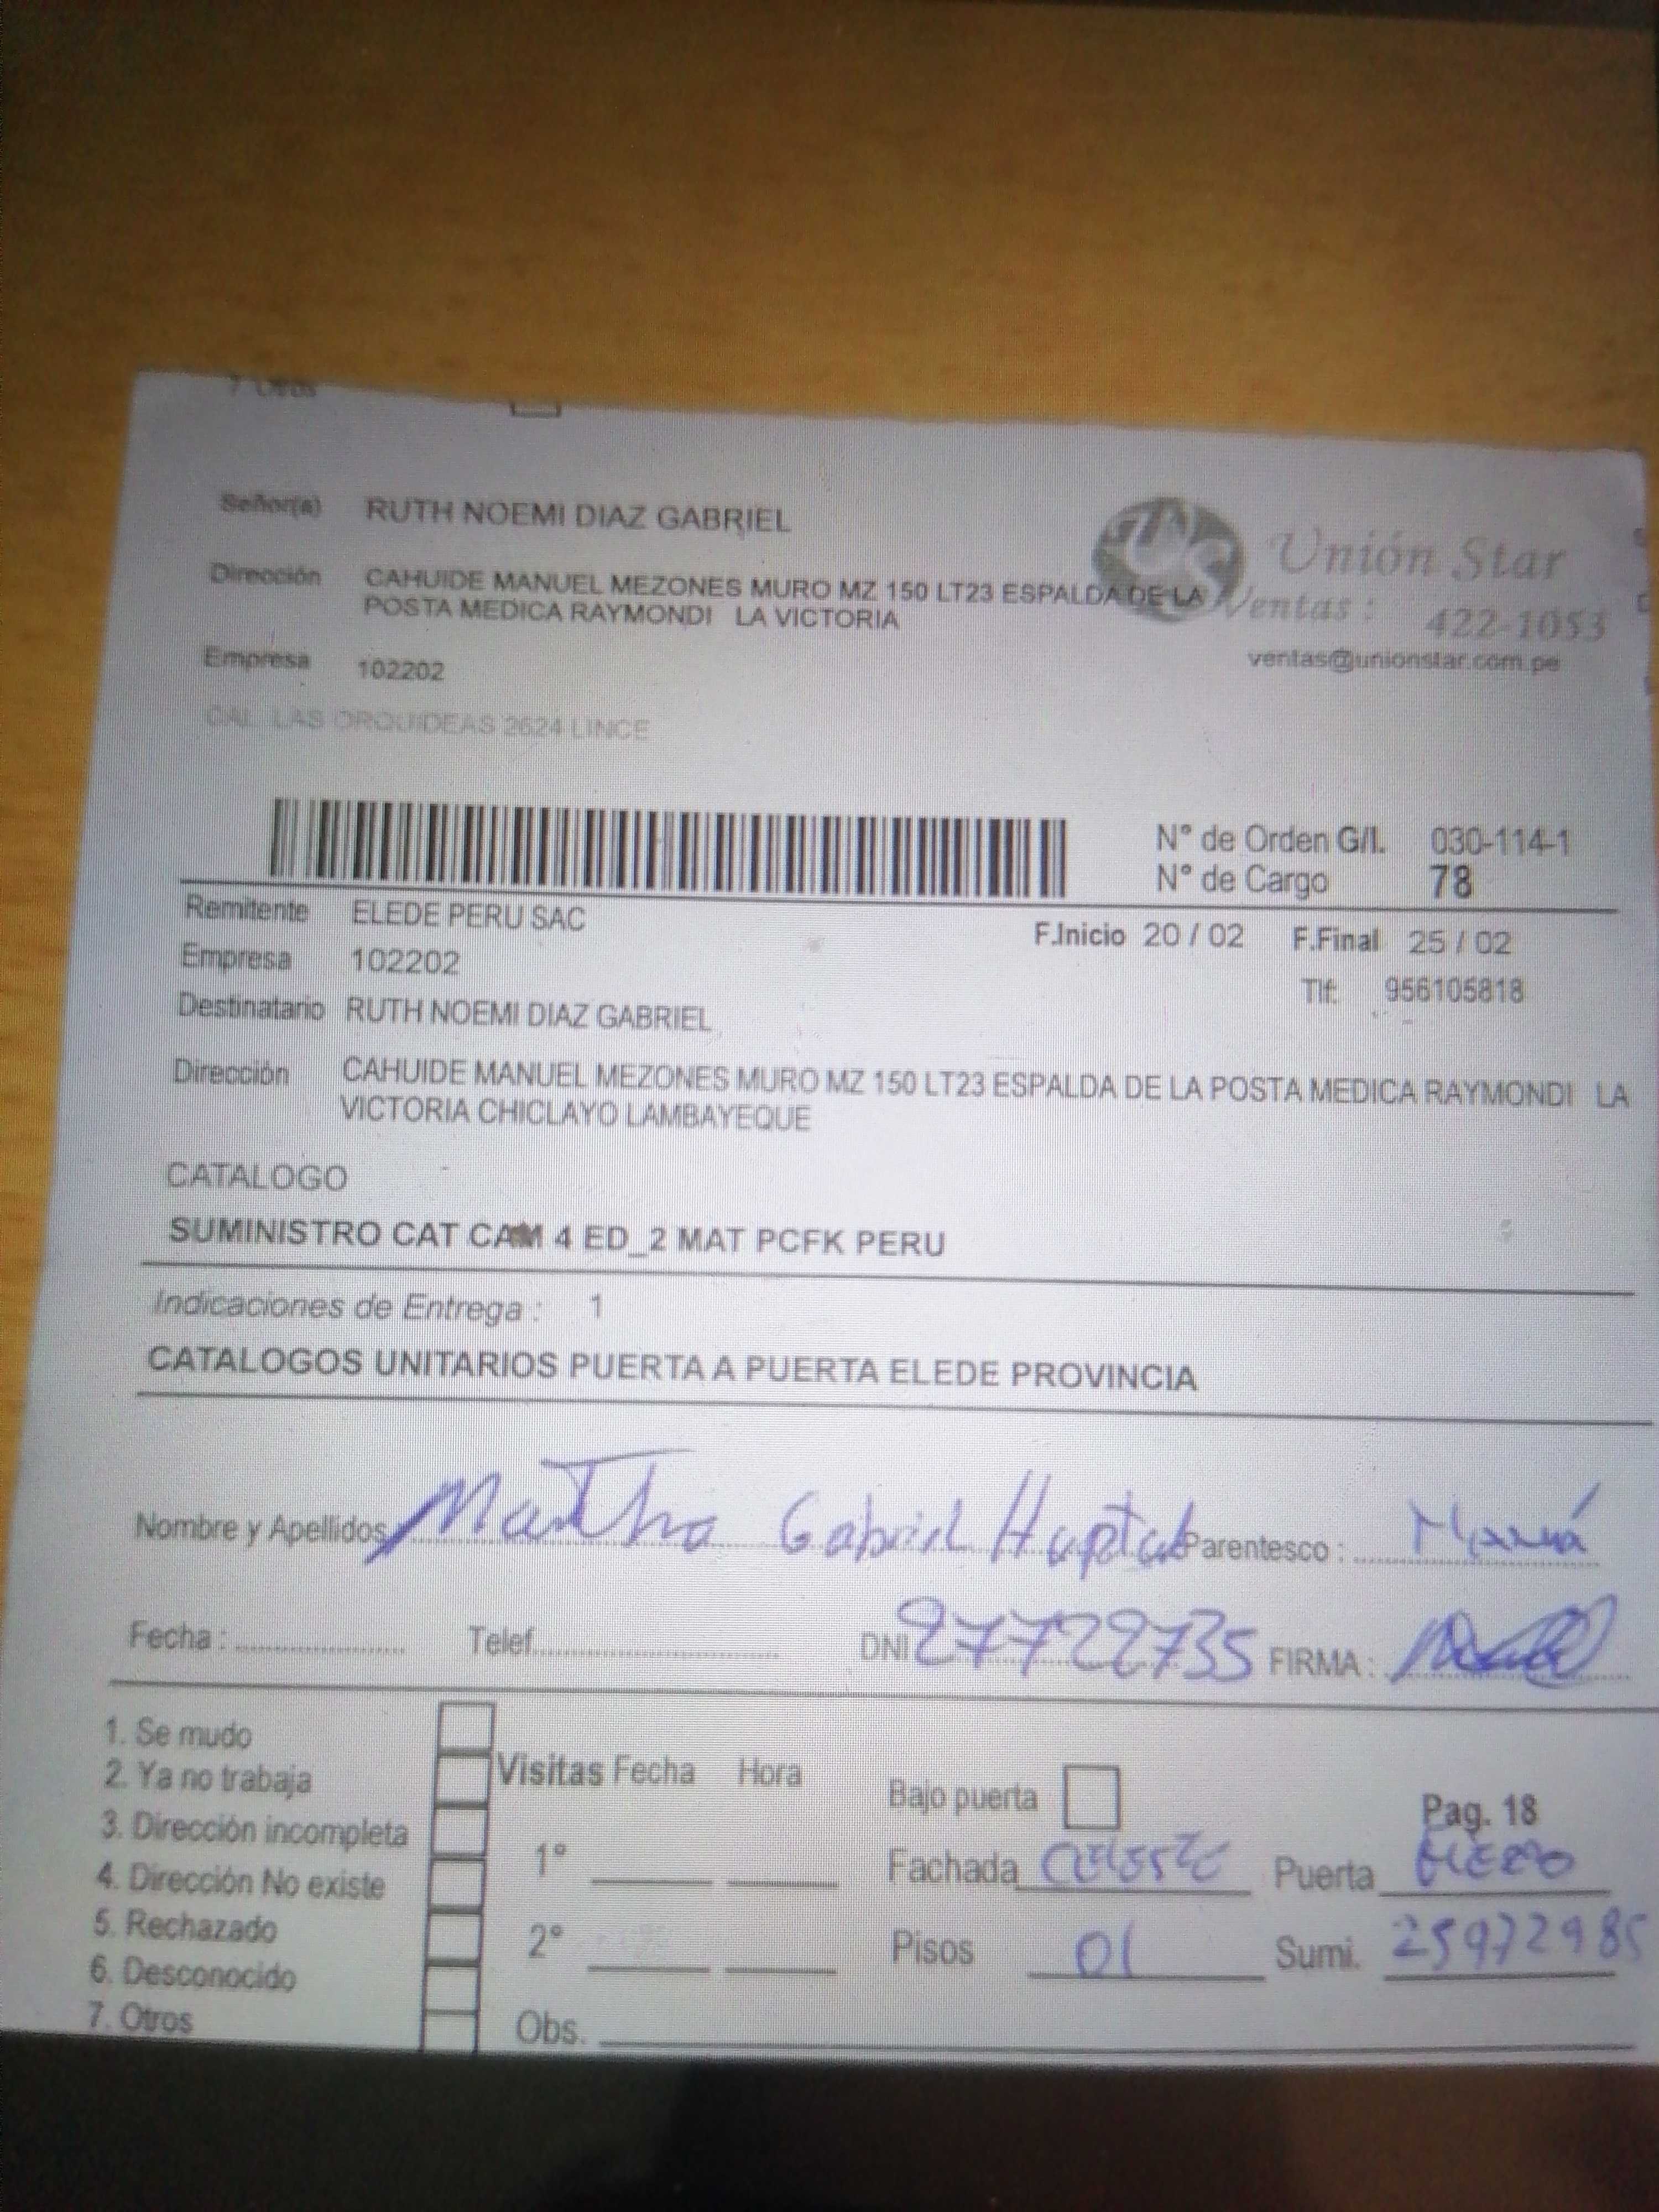 7 Otros
Señor(a) RUTH NOEMI DIAZ GABRIEL
Unión Star
Dirección CAHUIDE MANUEL MEZONES MURO MZ 150 LT23 ESPALDA DE LA
POSTA MEDICA RAYMONDI LA VICTORIA
Ventas : 422-1053
ventas@unionstar.com.pe
Empresa 102202
CAL. LAS ORQUIDEAS 2624 LINCE
N° de Orden G/I. 030-114-1
N° de Cargo 78
Remitente ELEDE PERU SAC
F.Inicio 20 / 02 F.Final 25 / 02
Empresa 102202
Tlf: 956105818
Destinatario RUTH NOEMI DIAZ GABRIEL
Dirección CAHUIDE MANUEL MEZONES MURO MZ 150 LT23 ESPALDA DE LA POSTA MEDICA RAYMONDI LA
VICTORIA CHICLAYO LAMBAYEQUE
CATALOGO
SUMINISTRO CAT CAM 4 ED_2 MAT PCFK PERU
Indicaciones de Entrega : 1
CATALOGOS UNITARIOS PUERTA A PUERTA ELEDE PROVINCIA
Nombre y Apellidos Martha Gabriel Parentesco : Mamá
Fecha : Telef. DNI 27722735 FIRMA :
1. Se mudo
2. Ya no trabaja
3. Dirección incompleta
4. Dirección No existe
5. Rechazado
6. Desconocido
7. Otros
Visitas Fecha Hora
1°
2°
Obs.
Bajo puerta
Pag. 18
Fachada CELESTE Puerta FIERRO
Pisos 01 Sumi. 25972985